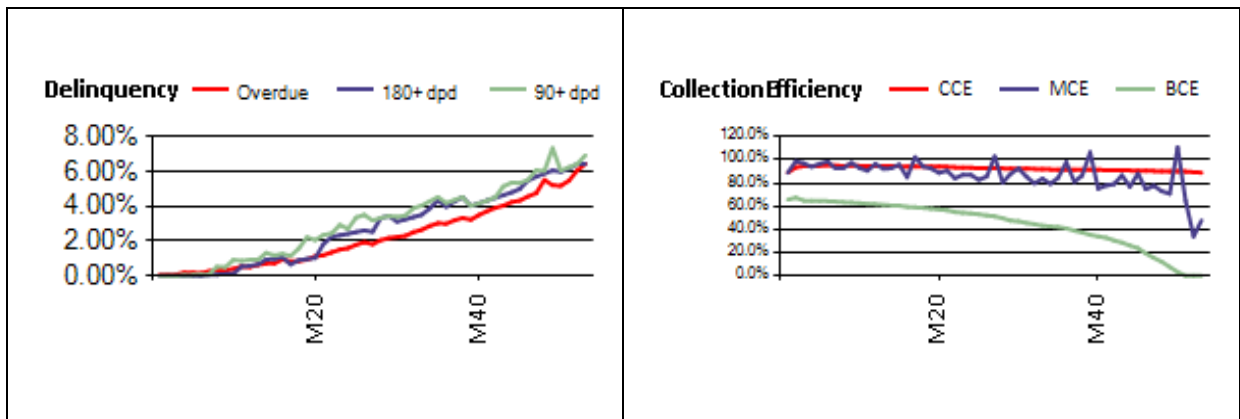 Delinquency Overdue 180+ dpd 90+ dpd
8.00%
6.00%
4.00%
2.00%
0.00%
M20
M40
Collection Efficiency CCE MCE BCE
120.0%
100.0%
80.0%
60.0%
40.0%
20.0%
0.0%
M20
M40